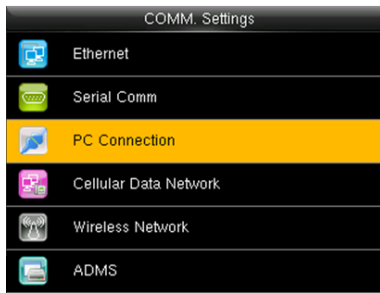 COMM. Settings
Ethernet
Serial Comm
PC Connection
Cellular Data Network
Wireless Network
ADMS